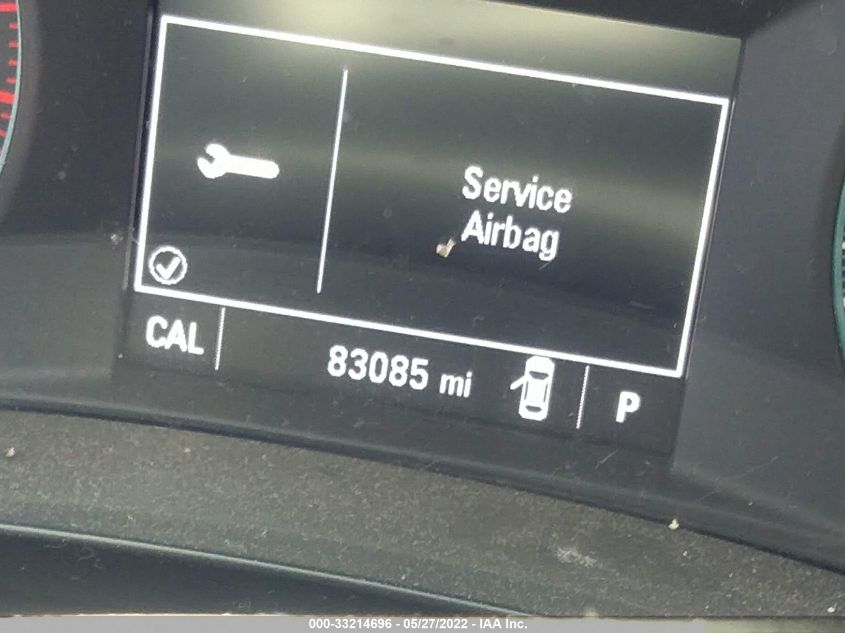 Service
Airbag
CAL
83085 mi
P
000-33214696 - 05/27/2022 - IAA Inc.